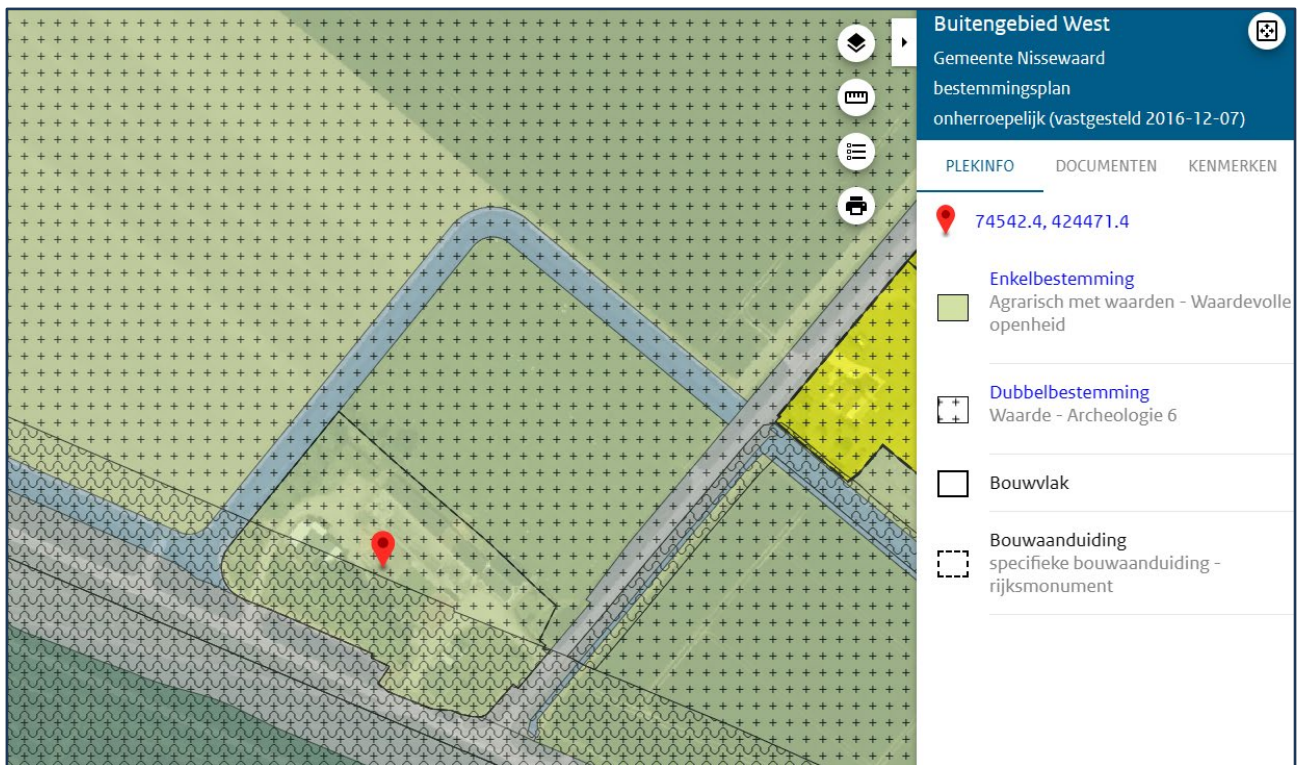 Buitengebied West
Gemeente Nissewaard
bestemmingsplan
onherroepelijk (vastgesteld 2016-12-07)
PLEKINFO DOCUMENTEN KENMERKEN
74542.4, 424471.4
Enkelbestemming
Agrarisch met waarden - Waardevolle
openheid
Dubbelbestemming
Waarde - Archeologie 6
Bouwvlak
Bouwaanduiding
specifieke bouwaanduiding -
rijksmonument